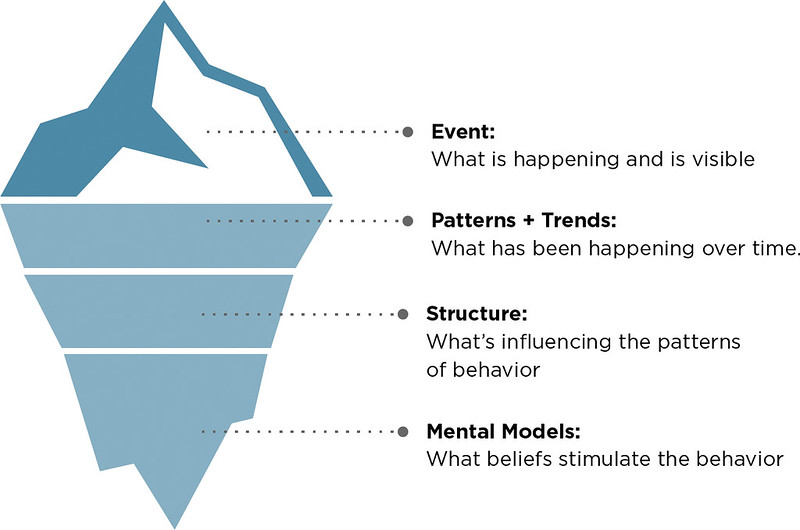 Event:
What is happening and is visible
Patterns + Trends:
What has been happening over time.
Structure:
What's influencing the patterns
of behavior
Mental Models:
What beliefs stimulate the behavior